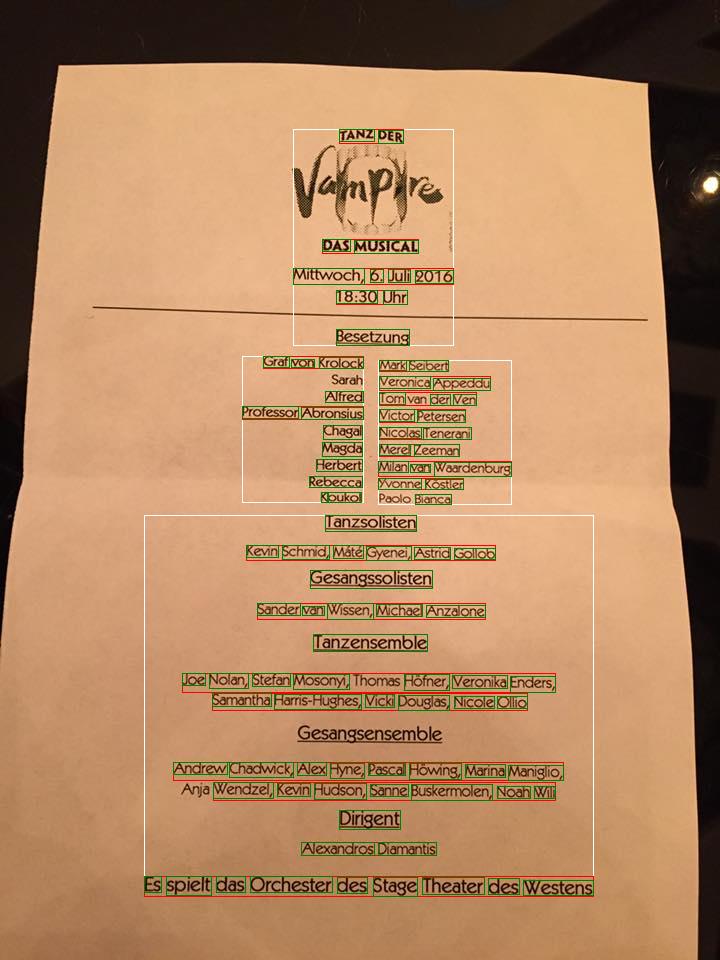 TANZ DER
Vampire
DAS MUSICAL
Mittwoch, 6. Juli 2016
18:30 Uhr
Besetzung
Graf von Krolock Mark Seibert
Sarah Veronica Appeddu
Alfred Tom van der Ven
Professor Abronsius Victor Petersen
Chagal Nicolas Tenerani
Magda Merel Zeeman
Herbert Milan van Waardenburg
Rebecca Yvonne Köstler
Koukol Paolo Bianca
Tanzsolisten
Kevin Schmid, Máté Gyenei, Astrid Gollob
Gesangssolisten
Sander van Wissen, Michael Anzalone
Tanzensemble
Joe Nolan, Stefan Mosonyi, Thomas Höfner, Veronika Enders,
Samantha Harris-Hughes, Vicki Douglas, Nicole Ollio
Gesangsensemble
Andrew Chadwick, Alex Hyne, Pascal Höwing, Marina Maniglio,
Anja Wendzel, Kevin Hudson, Sanne Buskermolen, Noah Wili
Dirigent
Alexandros Diamantis
Es spielt das Orchester des Stage Theater des Westens